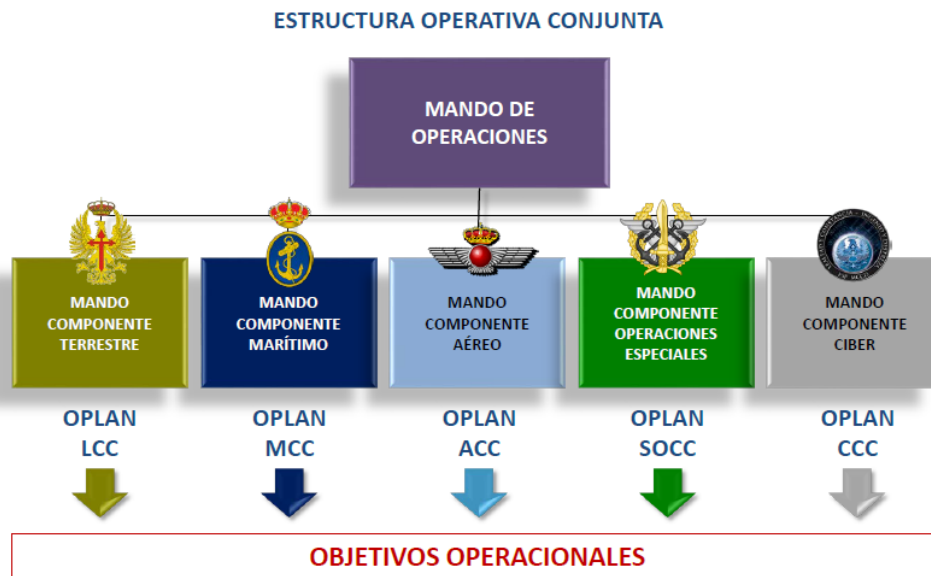 ESTRUCTURA OPERATIVA CONJUNTA
MANDO DE
OPERACIONES
MANDO
COMPONENTE
TERRESTRE
MANDO
COMPONENTE
MARÍTIMO
MANDO
COMPONENTE
AÉREO
MANDO
COMPONENTE
OPERACIONES
ESPECIALES
MANDO
COMPONENTE
CIBER
OPLAN
LCC
OPLAN
MCC
OPLAN
ACC
OPLAN
SOCC
OPLAN
CCC
OBJETIVOS OPERACIONALES